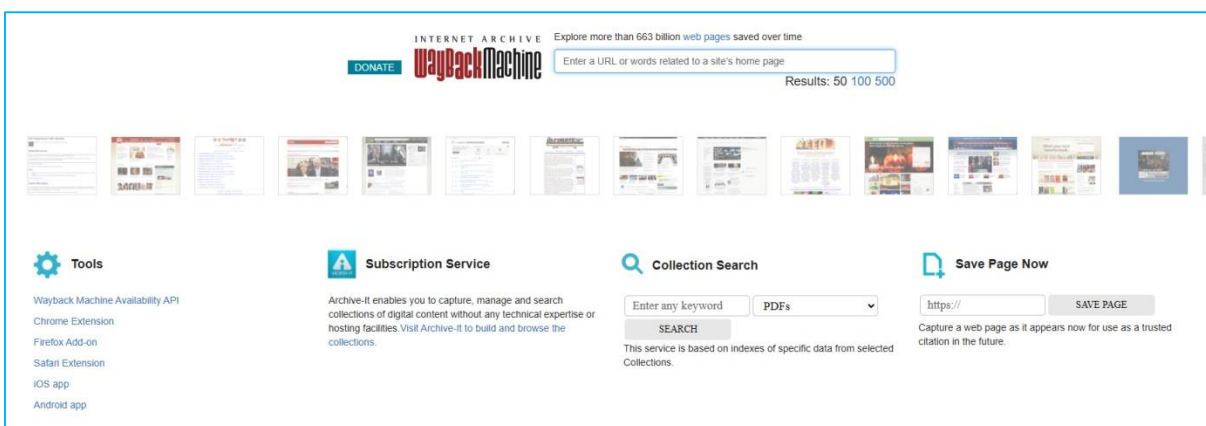 INTERNET ARCHIVE
WayBackMachine
DONATE
Explore more than 663 billion web pages saved over time
Enter a URL or words related to a site's home page
Results: 50 100 500
Tools
Wayback Machine Availability API
Chrome Extension
Firefox Add-on
Safari Extension
iOS app
Android app
Subscription Service
Archive-It enables you to capture, manage and search
collections of digital content without any technical expertise or
hosting facilities.Visit Archive-It to build and browse the
collections.
Collection Search
Enter any keyword
PDFs
SEARCH
This service is based on indexes of specific data from selected
Collections.
Save Page Now
https://
SAVE PAGE
Capture a web page as it appears now for use as a trusted
citation in the future.